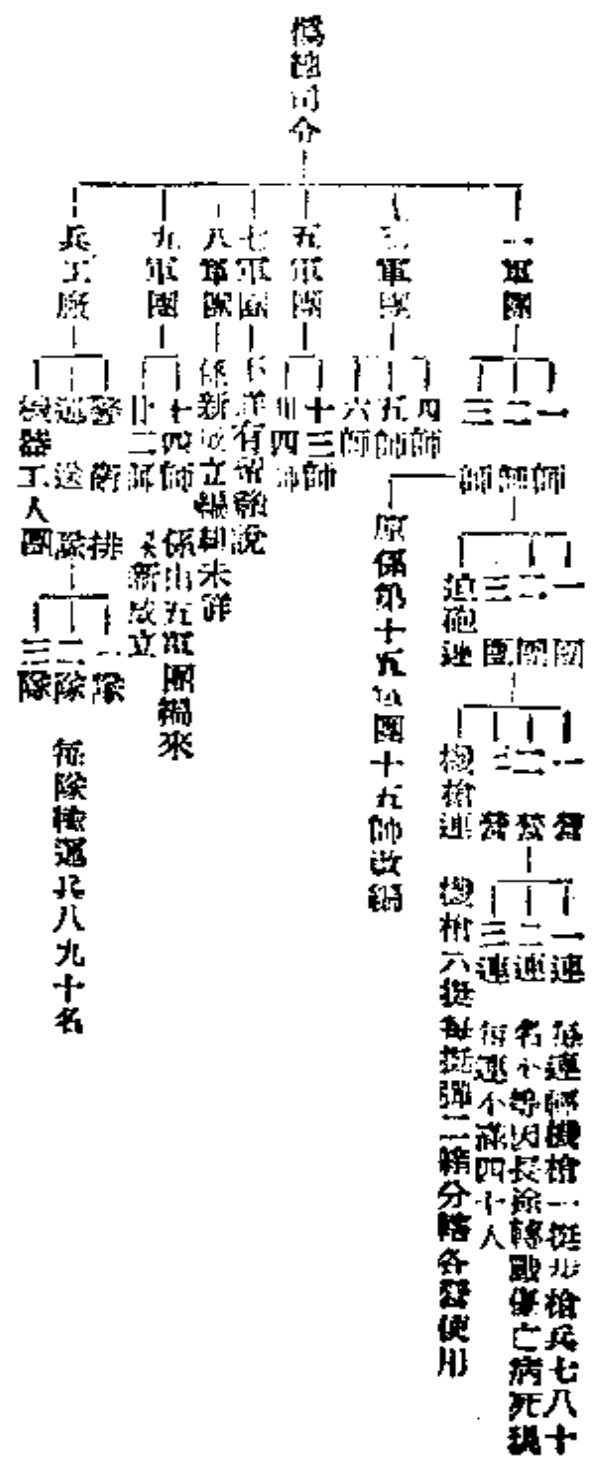 偽總司令
一軍團
一師
二師
三師
原係第十五軍團十五師改編
一團
二團
三團
迫砲連
一營
二營
三營
機槍連
機槍六挺每挺彈二箱分轄各營使用
一連
二連
三連
每連輕機槍一挺步槍兵七八十
名不等因長途轉戰傷亡病死現
每連不滿四十人
三軍團
四師
五師
六師
五軍團
十三師
卅四師
七軍團
不詳有
說
八軍團
係新成立編制未詳
九軍團
十四師
係由五軍團編來
廿二師
新成立
兵工廠
警衛排
運送隊
機器工人團
一隊
二隊
三隊
每隊槍運兵八九十名